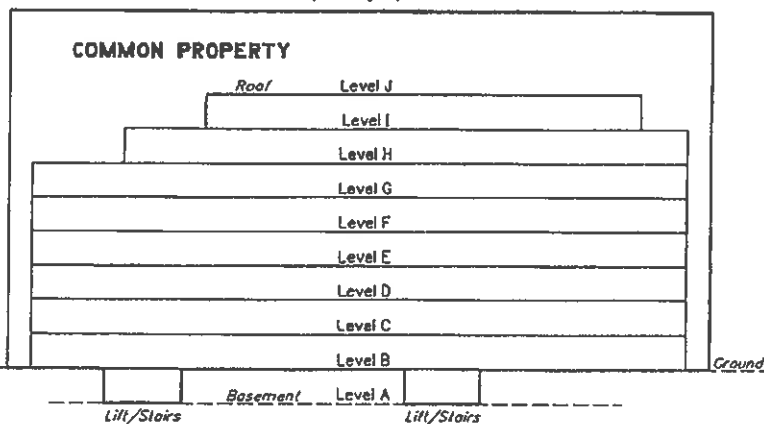 COMMON PROPERTY
Roof Level J
Level I
Level H
Level G
Level F
Level E
Level D
Level C
Level B
Ground
Basement Level A
Lift/Stairs Lift/Stairs